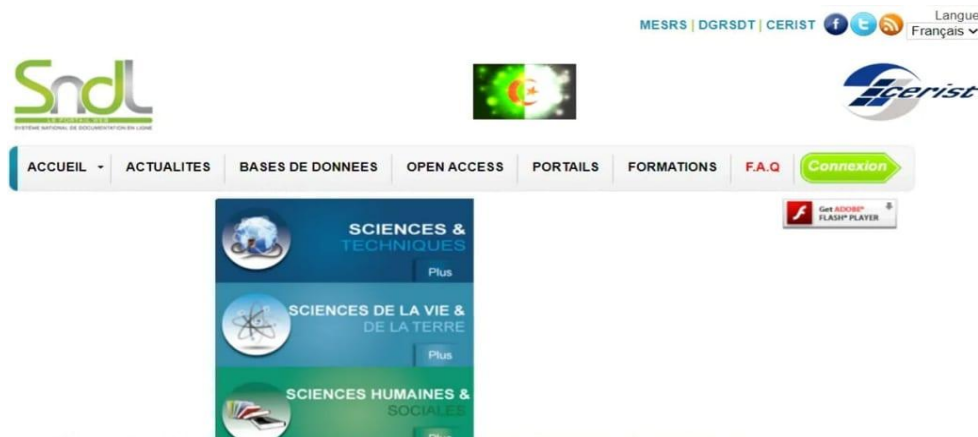 MESRS | DGRSDT | CERIST
Langue
Français
Sndl
LE PORTAIL WEB
SYSTÈME NATIONAL DE DOCUMENTATION EN LIGNE
cerist
ACCUEIL
ACTUALITES
BASES DE DONNEES
OPEN ACCESS
PORTAILS
FORMATIONS
F.A.Q
Connexion
Get ADOBE®
FLASH® PLAYER
SCIENCES &
TECHNIQUES
Plus
SCIENCES DE LA VIE &
DE LA TERRE
Plus
SCIENCES HUMAINES &
SOCIALES
Plus